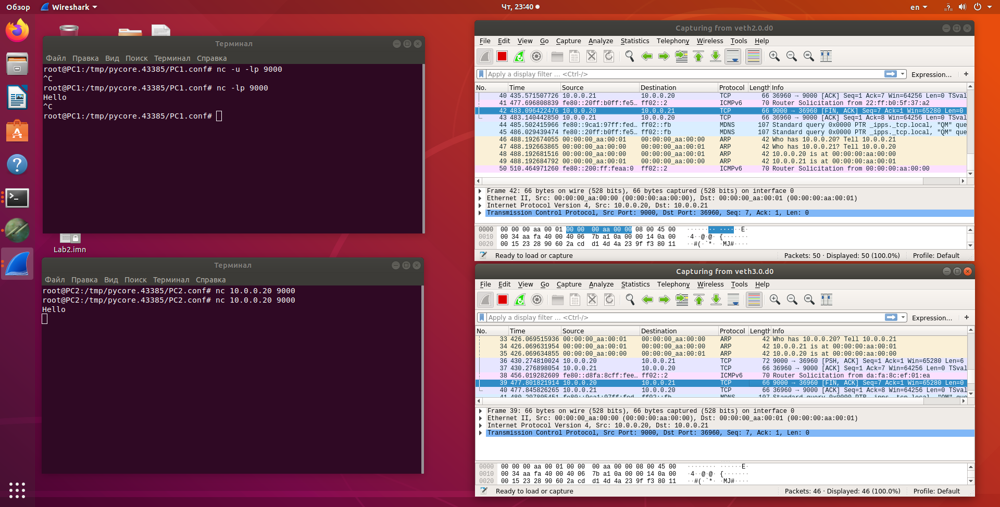 Обзор Wireshark Чт, 23:40 en
Терминал
Файл Правка Вид Поиск Терминал Справка
root@PC1:/tmp/pycore.43385/PC1.conf# nc -u -lp 9000
^C
root@PC1:/tmp/pycore.43385/PC1.conf# nc -lp 9000
Hello
^C
root@PC1:/tmp/pycore.43385/PC1.conf#
Lab2.imn
Терминал
Файл Правка Вид Поиск Терминал Справка
root@PC2:/tmp/pycore.43385/PC2.conf# nc 10.0.0.20 9000
root@PC2:/tmp/pycore.43385/PC2.conf# nc 10.0.0.20 9000
Hello
Capturing from veth2.0.d0
File Edit View Go Capture Analyze Statistics Telephony Wireless Tools Help
Apply a display filter ... <Ctrl-/> Expression... +
No. Time Source Destination Protocol Length Info
40 435.571507726 10.0.0.21 10.0.0.20 TCP 66 36960 → 9000 [ACK] Seq=1 Ack=7 Win=64256 Len=0 TSval
41 477.696808839 fe80::20ff:b0ff:fe5… ff02::2 ICMPv6 70 Router Solicitation from 22:ff:b0:5f:37:a2
42 483.096422476 10.0.0.20 10.0.0.21 TCP 66 9000 → 36960 [FIN, ACK] Seq=7 Ack=1 Win=65280 Len=0
43 483.140442850 10.0.0.21 10.0.0.20 TCP 66 36960 → 9000 [ACK] Seq=1 Ack=8 Win=64256 Len=0 TSval
44 485.502415966 fe80::9ca1:97ff:fed… ff02::fb MDNS 107 Standard query 0x0000 PTR _ipps._tcp.local, "QM" que
45 486.029439474 fe80::20ff:b0ff:fe5… ff02::fb MDNS 107 Standard query 0x0000 PTR _ipps._tcp.local, "QM" que
46 488.192674055 00:00:00_aa:00:01 00:00:00_aa:00:00 ARP 42 Who has 10.0.0.20? Tell 10.0.0.21
47 488.192663865 00:00:00_aa:00:00 00:00:00_aa:00:01 ARP 42 Who has 10.0.0.21? Tell 10.0.0.20
48 488.192681516 00:00:00_aa:00:00 00:00:00_aa:00:01 ARP 42 10.0.0.20 is at 00:00:00:aa:00:00
49 488.192684792 00:00:00_aa:00:01 00:00:00_aa:00:00 ARP 42 10.0.0.21 is at 00:00:00:aa:00:01
50 510.464971260 fe80::200:ff:feaa:0 ff02::2 ICMPv6 70 Router Solicitation from 00:00:00:aa:00:00
Frame 42: 66 bytes on wire (528 bits), 66 bytes captured (528 bits) on interface 0
Ethernet II, Src: 00:00:00_aa:00:00 (00:00:00:aa:00:00), Dst: 00:00:00_aa:00:01 (00:00:00:aa:00:01)
Internet Protocol Version 4, Src: 10.0.0.20, Dst: 10.0.0.21
Transmission Control Protocol, Src Port: 9000, Dst Port: 36960, Seq: 7, Ack: 1, Len: 0
0000 00 00 00 aa 00 01 00 00 00 aa 00 00 08 00 45 00 ········ ······E·
0010 00 34 aa fa 40 00 40 06 7b a1 0a 00 00 14 0a 00 ·4··@·@· {·······
0020 00 15 23 28 90 60 2a cd d1 4d 4a 23 9f f3 80 11 ··#(·`*· ·MJ#····
Ready to load or capture Packets: 50 · Displayed: 50 (100.0%) Profile: Default
Capturing from veth3.0.d0
File Edit View Go Capture Analyze Statistics Telephony Wireless Tools Help
Apply a display filter ... <Ctrl-/> Expression... +
No. Time Source Destination Protocol Length Info
33 426.069515936 00:00:00_aa:00:01 00:00:00_aa:00:00 ARP 42 Who has 10.0.0.20? Tell 10.0.0.21
34 426.069631954 00:00:00_aa:00:01 00:00:00_aa:00:00 ARP 42 10.0.0.21 is at 00:00:00:aa:00:01
35 426.069634855 00:00:00_aa:00:00 00:00:00_aa:00:01 ARP 42 10.0.0.20 is at 00:00:00:aa:00:00
36 430.274810024 10.0.0.20 10.0.0.21 TCP 72 9000 → 36960 [PSH, ACK] Seq=1 Ack=1 Win=65280 Len=6
37 430.276898054 10.0.0.21 10.0.0.20 TCP 66 36960 → 9000 [ACK] Seq=1 Ack=7 Win=64256 Len=0 TSval
38 456.019282609 fe80::d8fa:8cff:fee… ff02::2 ICMPv6 70 Router Solicitation from da:fa:8c:ef:01:ea
39 477.801821914 10.0.0.20 10.0.0.21 TCP 66 9000 → 36960 [FIN, ACK] Seq=7 Ack=1 Win=65280 Len=0
40 477.845826265 10.0.0.21 10.0.0.20 TCP 66 36960 → 9000 [ACK] Seq=1 Ack=8 Win=64256 Len=0 TSval
41 480.207805451 fe80::9ca1:97ff:fed… ff02::fb MDNS 107 Standard query 0x0000 PTR _ipps._tcp.local, "QM" que
Frame 39: 66 bytes on wire (528 bits), 66 bytes captured (528 bits) on interface 0
Ethernet II, Src: 00:00:00_aa:00:00 (00:00:00:aa:00:00), Dst: 00:00:00_aa:00:01 (00:00:00:aa:00:01)
Internet Protocol Version 4, Src: 10.0.0.20, Dst: 10.0.0.21
Transmission Control Protocol, Src Port: 9000, Dst Port: 36960, Seq: 7, Ack: 1, Len: 0
0000 00 00 00 aa 00 01 00 00 00 aa 00 00 08 00 45 00 ········ ······E·
0010 00 34 aa fa 40 00 40 06 7b a1 0a 00 00 14 0a 00 ·4··@·@· {·······
0020 00 15 23 28 90 60 2a cd d1 4d 4a 23 9f f3 80 11 ··#(·`*· ·MJ#····
Ready to load or capture Packets: 46 · Displayed: 46 (100.0%) Profile: Default